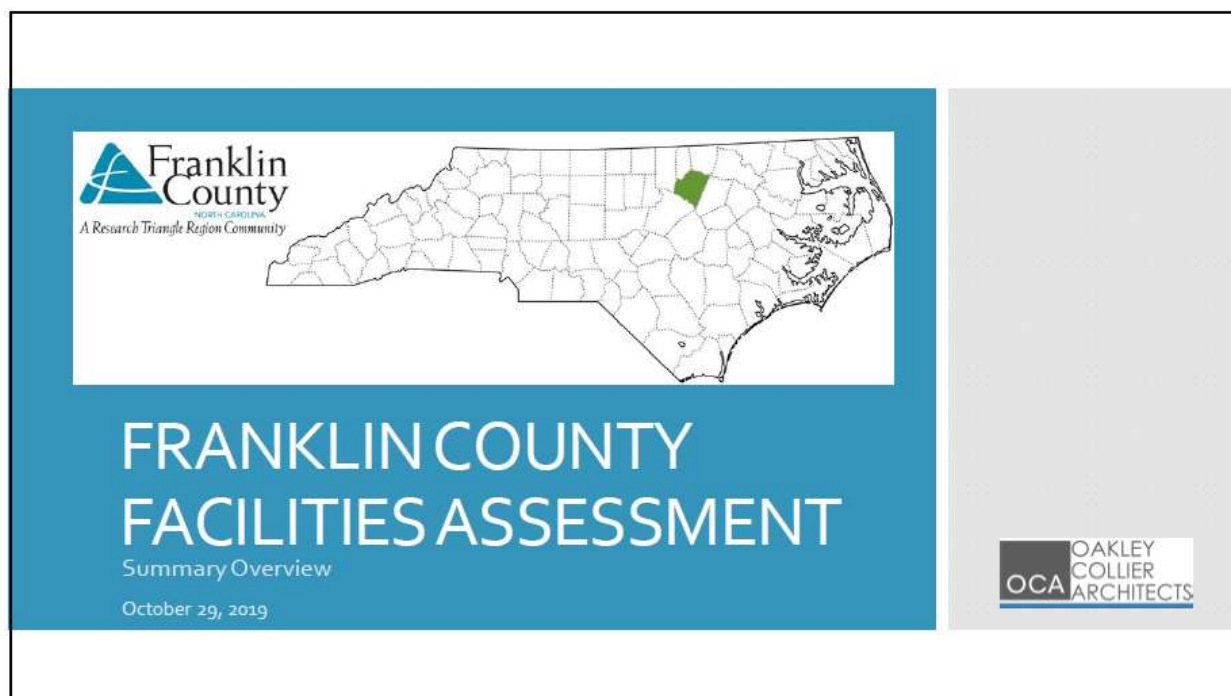 Franklin
County
NORTH CAROLINA
A Research Triangle Region Community
FRANKLIN COUNTY
FACILITIES ASSESSMENT
Summary Overview
October 29, 2019
OCA
OAKLEY
COLLIER
ARCHITECTS